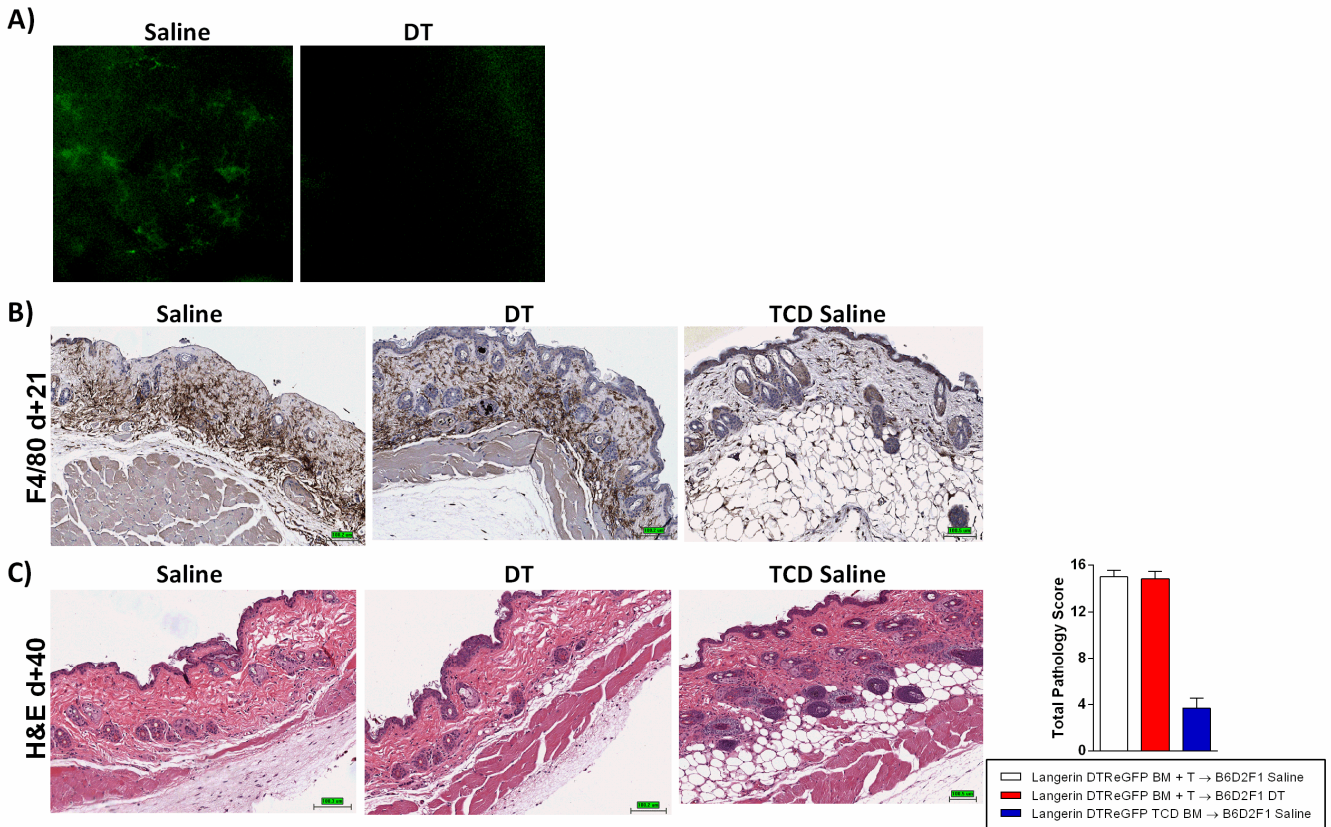 A)
Saline DT
B)
Saline DT TCD Saline
F4/80 d+21
C)
Saline DT TCD Saline
H&E d+40
Total Pathology Score
16
12
8
4
0
Langerin DTReGFP BM + T → B6D2F1 Saline
Langerin DTReGFP BM + T → B6D2F1 DT
Langerin DTReGFP TCD BM → B6D2F1 Saline